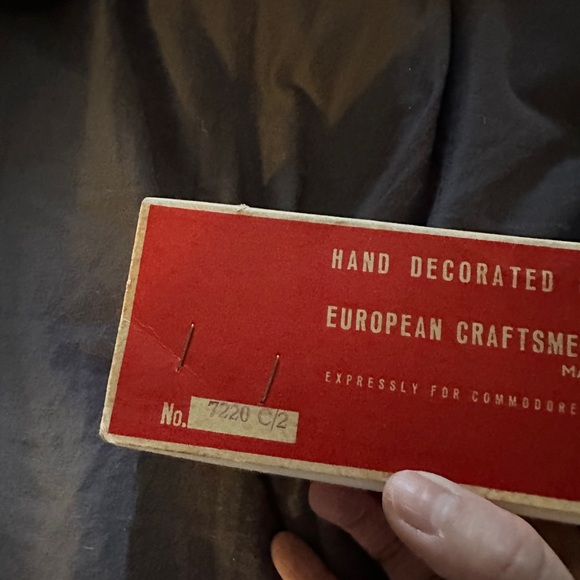 HAND DECORATED
EUROPEAN CRAFTSME
MA
EXPRESSLY FOR COMMODORE
No. 7220 C/2